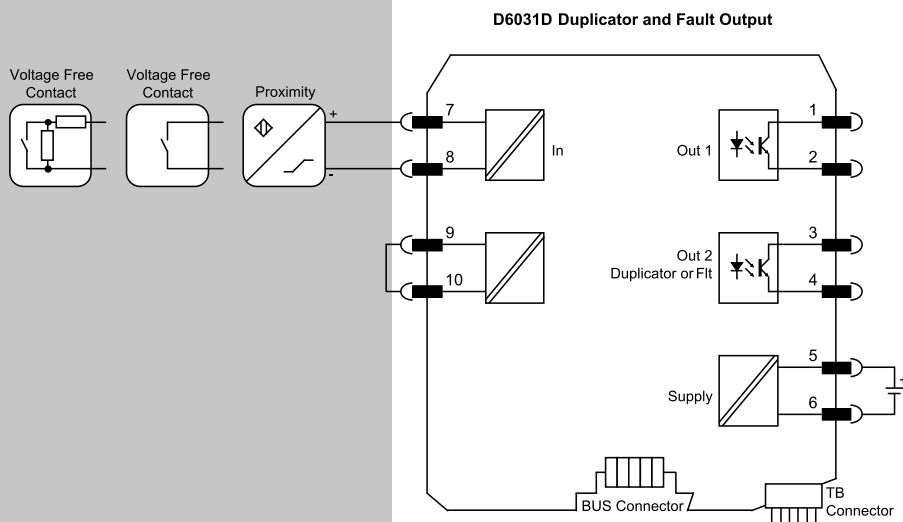 D6031D Duplicator and Fault Output
Voltage Free
Contact
Voltage Free
Contact
Proximity
+
-
7
8
In
9
10
Out 1
1
2
Out 2
Duplicator or Flt
3
4
Supply
5
6
+
BUS Connector
TB
Connector